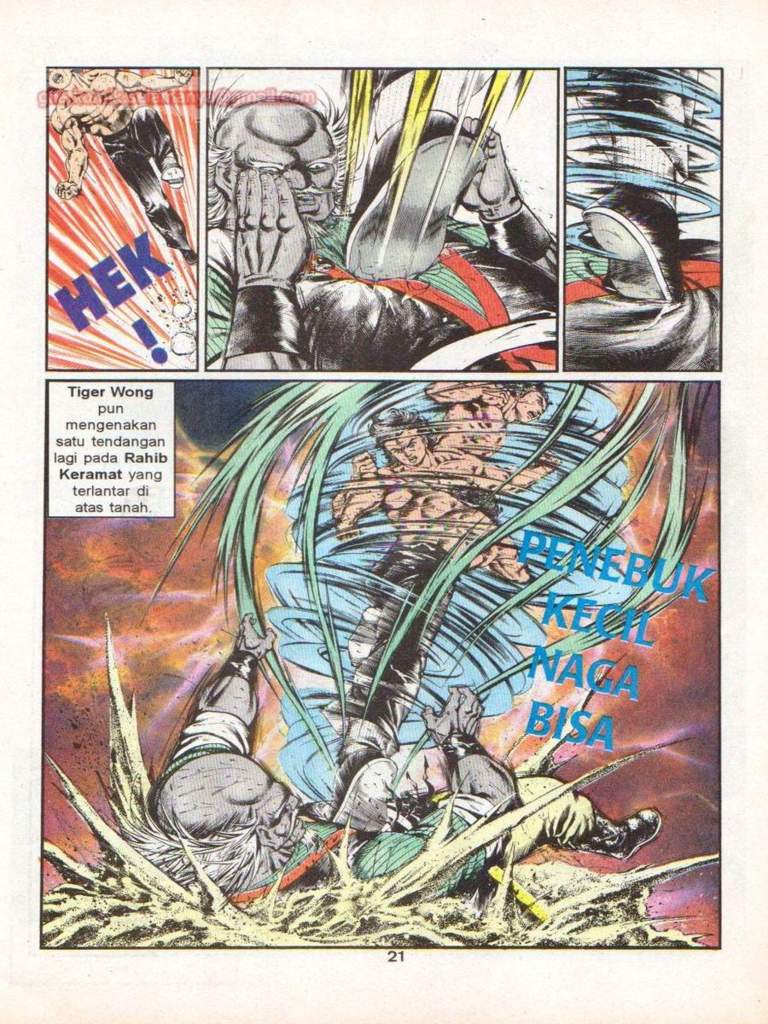 HEK
!
Tiger Wong
pun
mengenakan
satu tendangan
lagi pada Rahib
Keramat yang
terlantar di
atas tanah.
PENEBUK
KECIL
NAGA
BISA
21